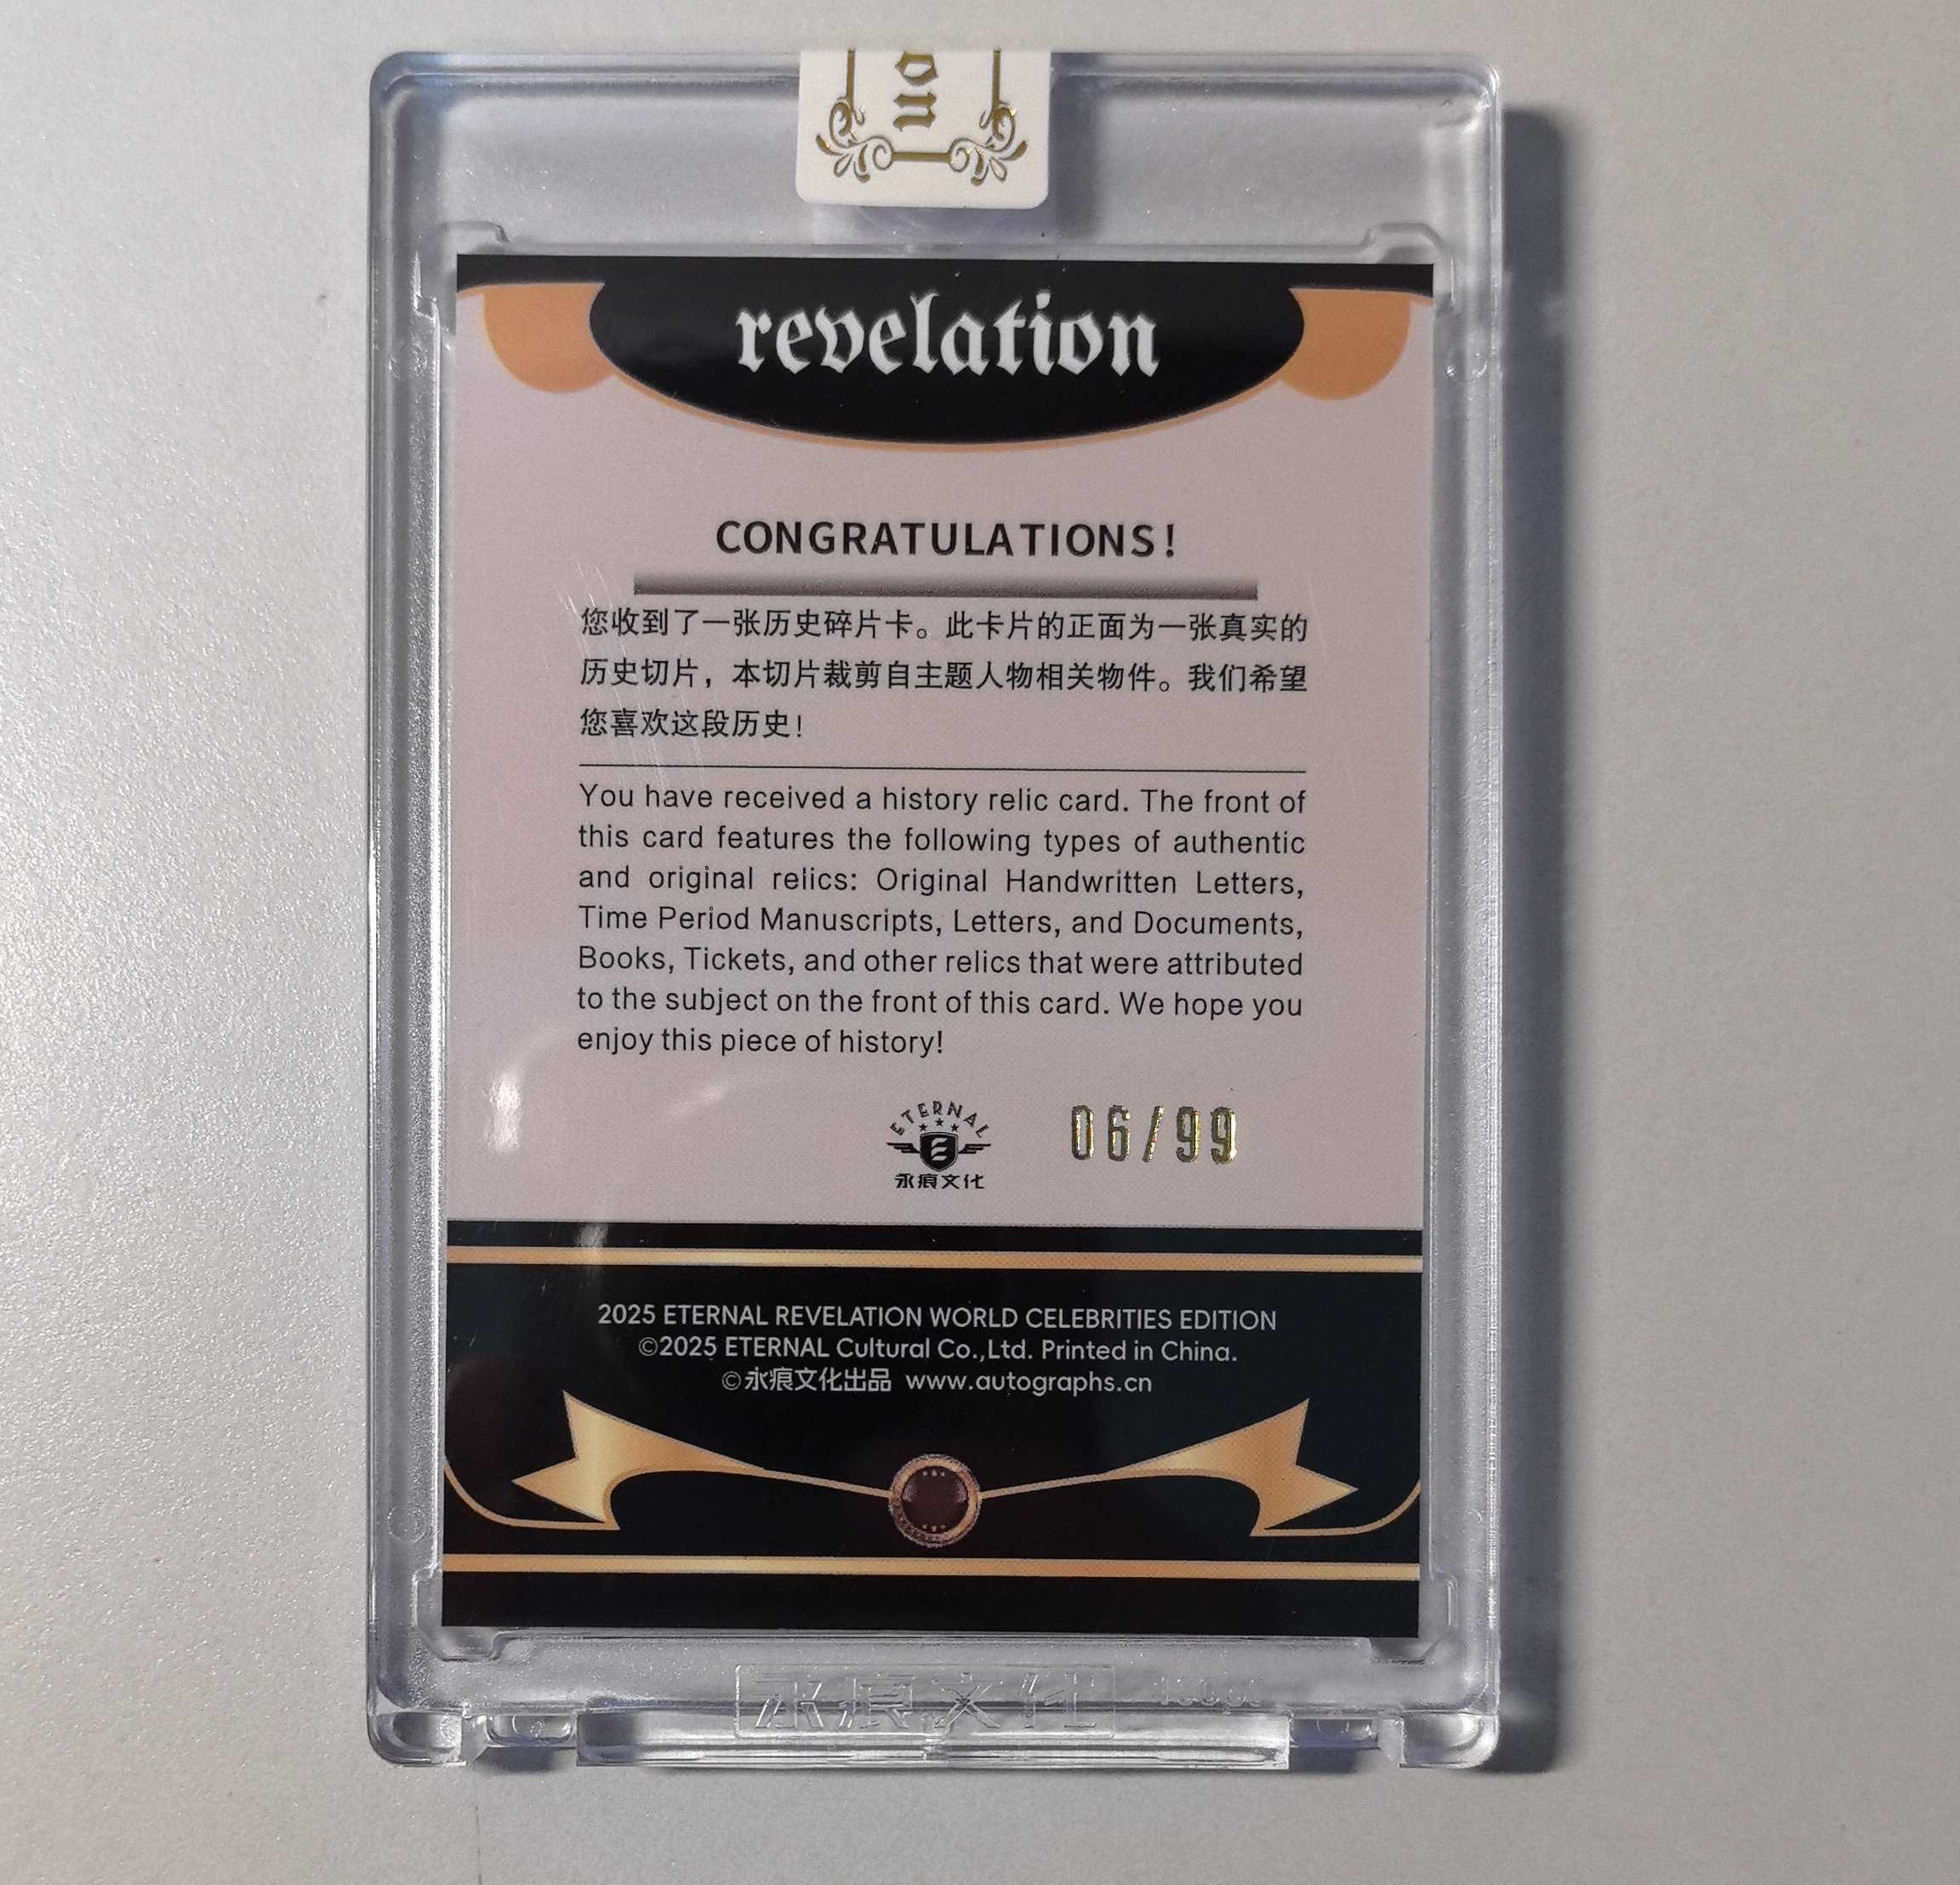 on
revelation
CONGRATULATIONS!
您收到了一张历史碎片卡。此卡片的正面为一张真实的
历史切片，本切片裁剪自主题人物相关物件。我们希望
您喜欢这段历史！
You have received a history relic card. The front of
this card features the following types of authentic
and original relics: Original Handwritten Letters,
Time Period Manuscripts, Letters, and Documents,
Books, Tickets, and other relics that were attributed
to the subject on the front of this card. We hope you
enjoy this piece of history!
ETERNAL
永痕文化
06/99
2025 ETERNAL REVELATION WORLD CELEBRITIES EDITION
©2025 ETERNAL Cultural Co.,Ltd. Printed in China.
©永痕文化出品 www.autographs.cn
永痕文化